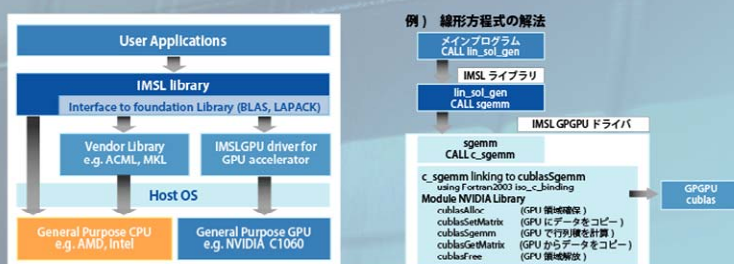 User Applications
IMSL library
Interface to foundation Library (BLAS, LAPACK)
Vendor Library
e.g. ACML, MKL
IMSLGPU driver for
GPU accelerator
Host OS
General Purpose CPU
e.g. AMD, Intel
General Purpose GPU
e.g. NVIDIA C1060
例） 線形方程式の解法
メインプログラム
CALL lin_sol_gen
IMSL ライブラリ
lin_sol_gen
CALL sgemm
IMSL GPGPU ドライバ
sgemm
CALL c_sgemm
c_sgemm linking to cublasSgemm
using Fortran2003 iso_c_binding
Module NVIDIA Library
cublasAlloc (GPU 領域確保)
cublasSetMatrix (GPU にデータをコピー)
cublasSgemm (GPU で行列積を計算)
cublasGetMatrix (GPU からデータをコピー)
cublasFree (GPU 領域解放)
GPGPU
cublas